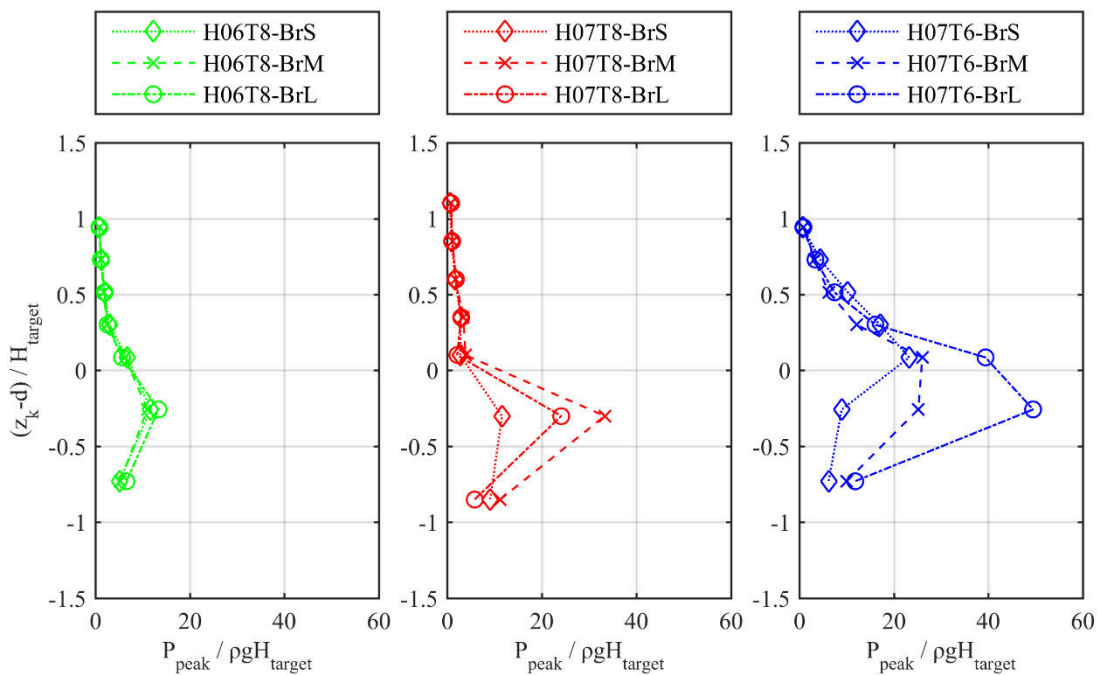 H06T8-BrS
H06T8-BrM
H06T8-BrL
H07T8-BrS
H07T8-BrM
H07T8-BrL
H07T6-BrS
H07T6-BrM
H07T6-BrL
(z_k-d) / H_target
1.5
1
0.5
0
-0.5
-1
-1.5
0 20 40 60
P_peak / ρgH_target
1.5
1
0.5
0
-0.5
-1
-1.5
0 20 40 60
P_peak / ρgH_target
1.5
1
0.5
0
-0.5
-1
-1.5
0 20 40 60
P_peak / ρgH_target